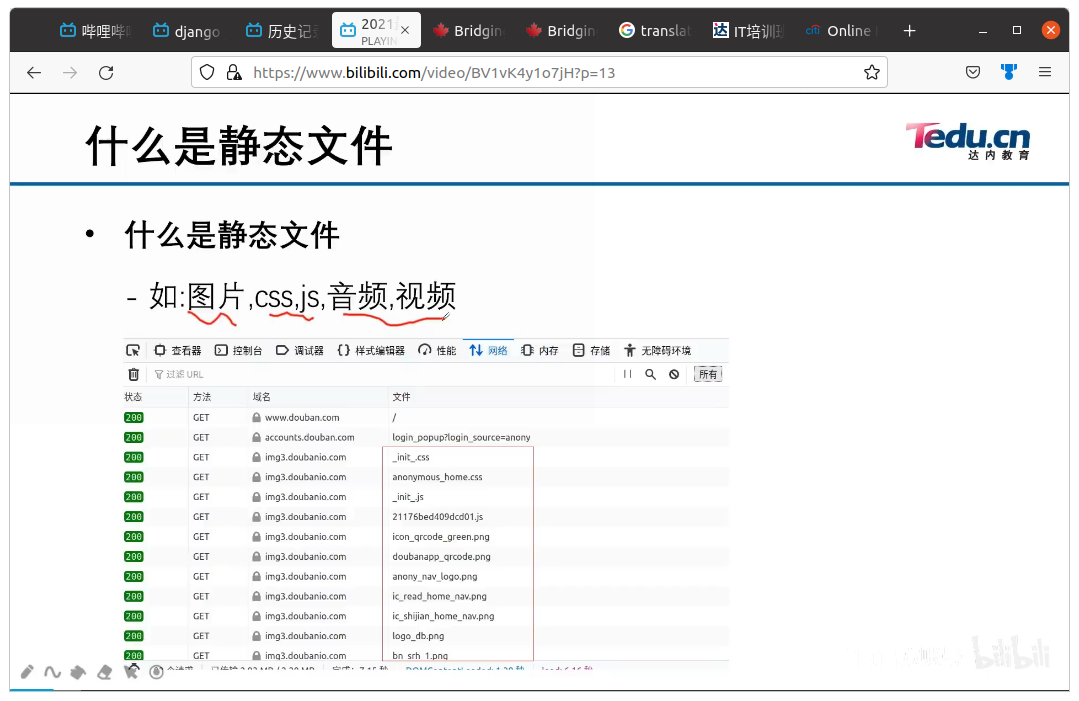 哔哩哔哩
django
历史记录
2021
PLAYIN
Bridgin
Bridgin
translat
达 IT培训班
citi Online
https://www.bilibili.com/video/BV1vK4y1o7jH?p=13
什么是静态文件
Tedu.cn
达内教育
• 什么是静态文件
- 如:图片,css,js,音频,视频
查看器 控制台 调试器 {} 样式编辑器 性能 网络 内存 存储 无障碍环境
过滤 URL 所有
状态 方法 域名 文件
200 GET www.douban.com /
200 GET accounts.douban.com login_popup?login_source=anony
200 GET img3.doubanio.com _init_.css
200 GET img3.doubanio.com anonymous_home.css
200 GET img3.doubanio.com _init_.js
200 GET img3.doubanio.com 21176bed409dcd01.js
200 GET img3.doubanio.com icon_qrcode_green.png
200 GET img3.doubanio.com doubanapp_qrcode.png
200 GET img3.doubanio.com anony_nav_logo.png
200 GET img3.doubanio.com ic_read_home_nav.png
200 GET img3.doubanio.com ic_shijian_home_nav.png
200 GET img3.doubanio.com logo_db.png
200 GET img3.doubanio.com bn_srh_1.png
bilibili